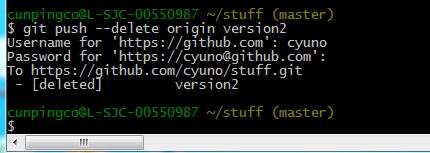 cunpingco@L-SJC-00550987 ~/stuff (master)
$ git push --delete origin version2
Username for 'https://github.com': cyuno
Password for 'https://cyuno@github.com':
To https://github.com/cyuno/stuff.git
 - [deleted]         version2
cunpingco@L-SJC-00550987 ~/stuff (master)
$